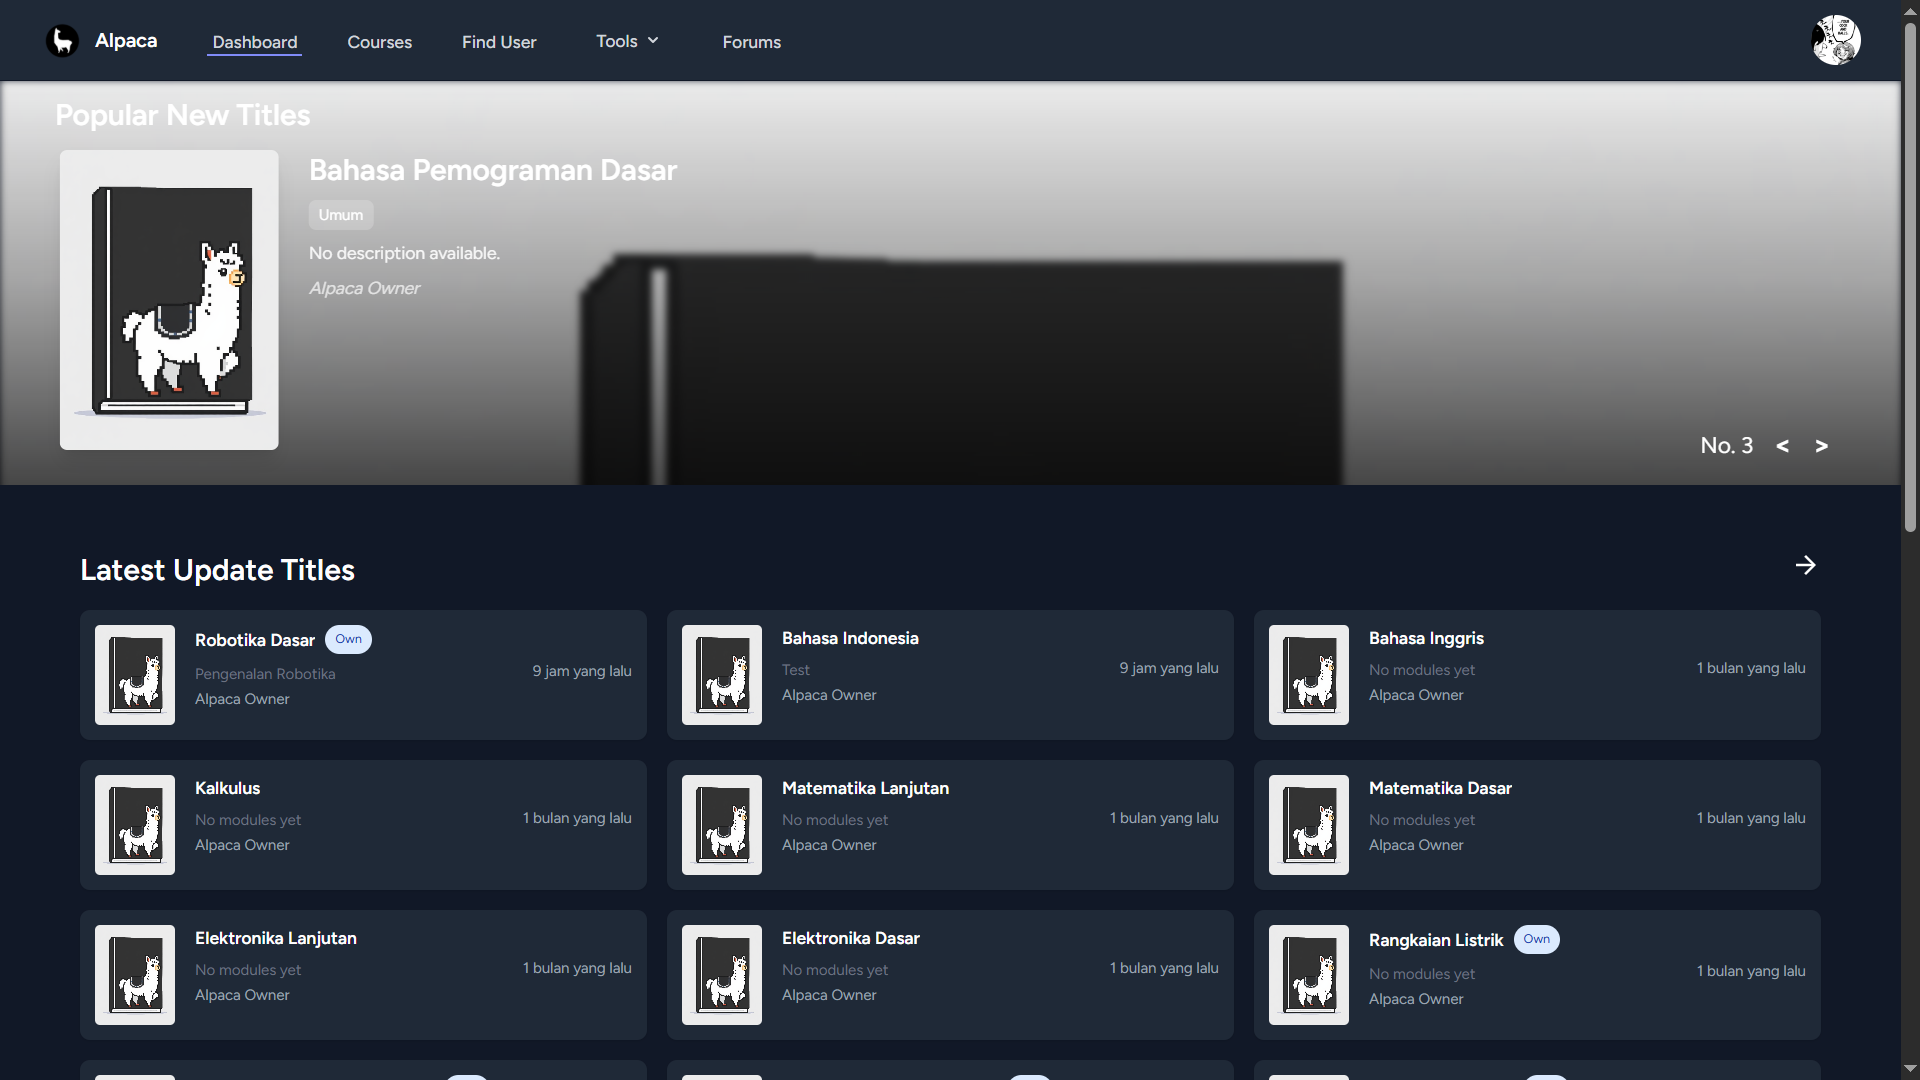 Alpaca
Dashboard
Courses
Find User
Tools
Forums
Popular New Titles
Bahasa Pemograman Dasar
Umum
No description available.
Alpaca Owner
No. 3 < >
Latest Update Titles
Robotika Dasar Own
Pengenalan Robotika
9 jam yang lalu
Alpaca Owner
Bahasa Indonesia
Test
9 jam yang lalu
Alpaca Owner
Bahasa Inggris
No modules yet
1 bulan yang lalu
Alpaca Owner
Kalkulus
No modules yet
1 bulan yang lalu
Alpaca Owner
Matematika Lanjutan
No modules yet
1 bulan yang lalu
Alpaca Owner
Matematika Dasar
No modules yet
1 bulan yang lalu
Alpaca Owner
Elektronika Lanjutan
No modules yet
1 bulan yang lalu
Alpaca Owner
Elektronika Dasar
No modules yet
1 bulan yang lalu
Alpaca Owner
Rangkaian Listrik Own
No modules yet
1 bulan yang lalu
Alpaca Owner